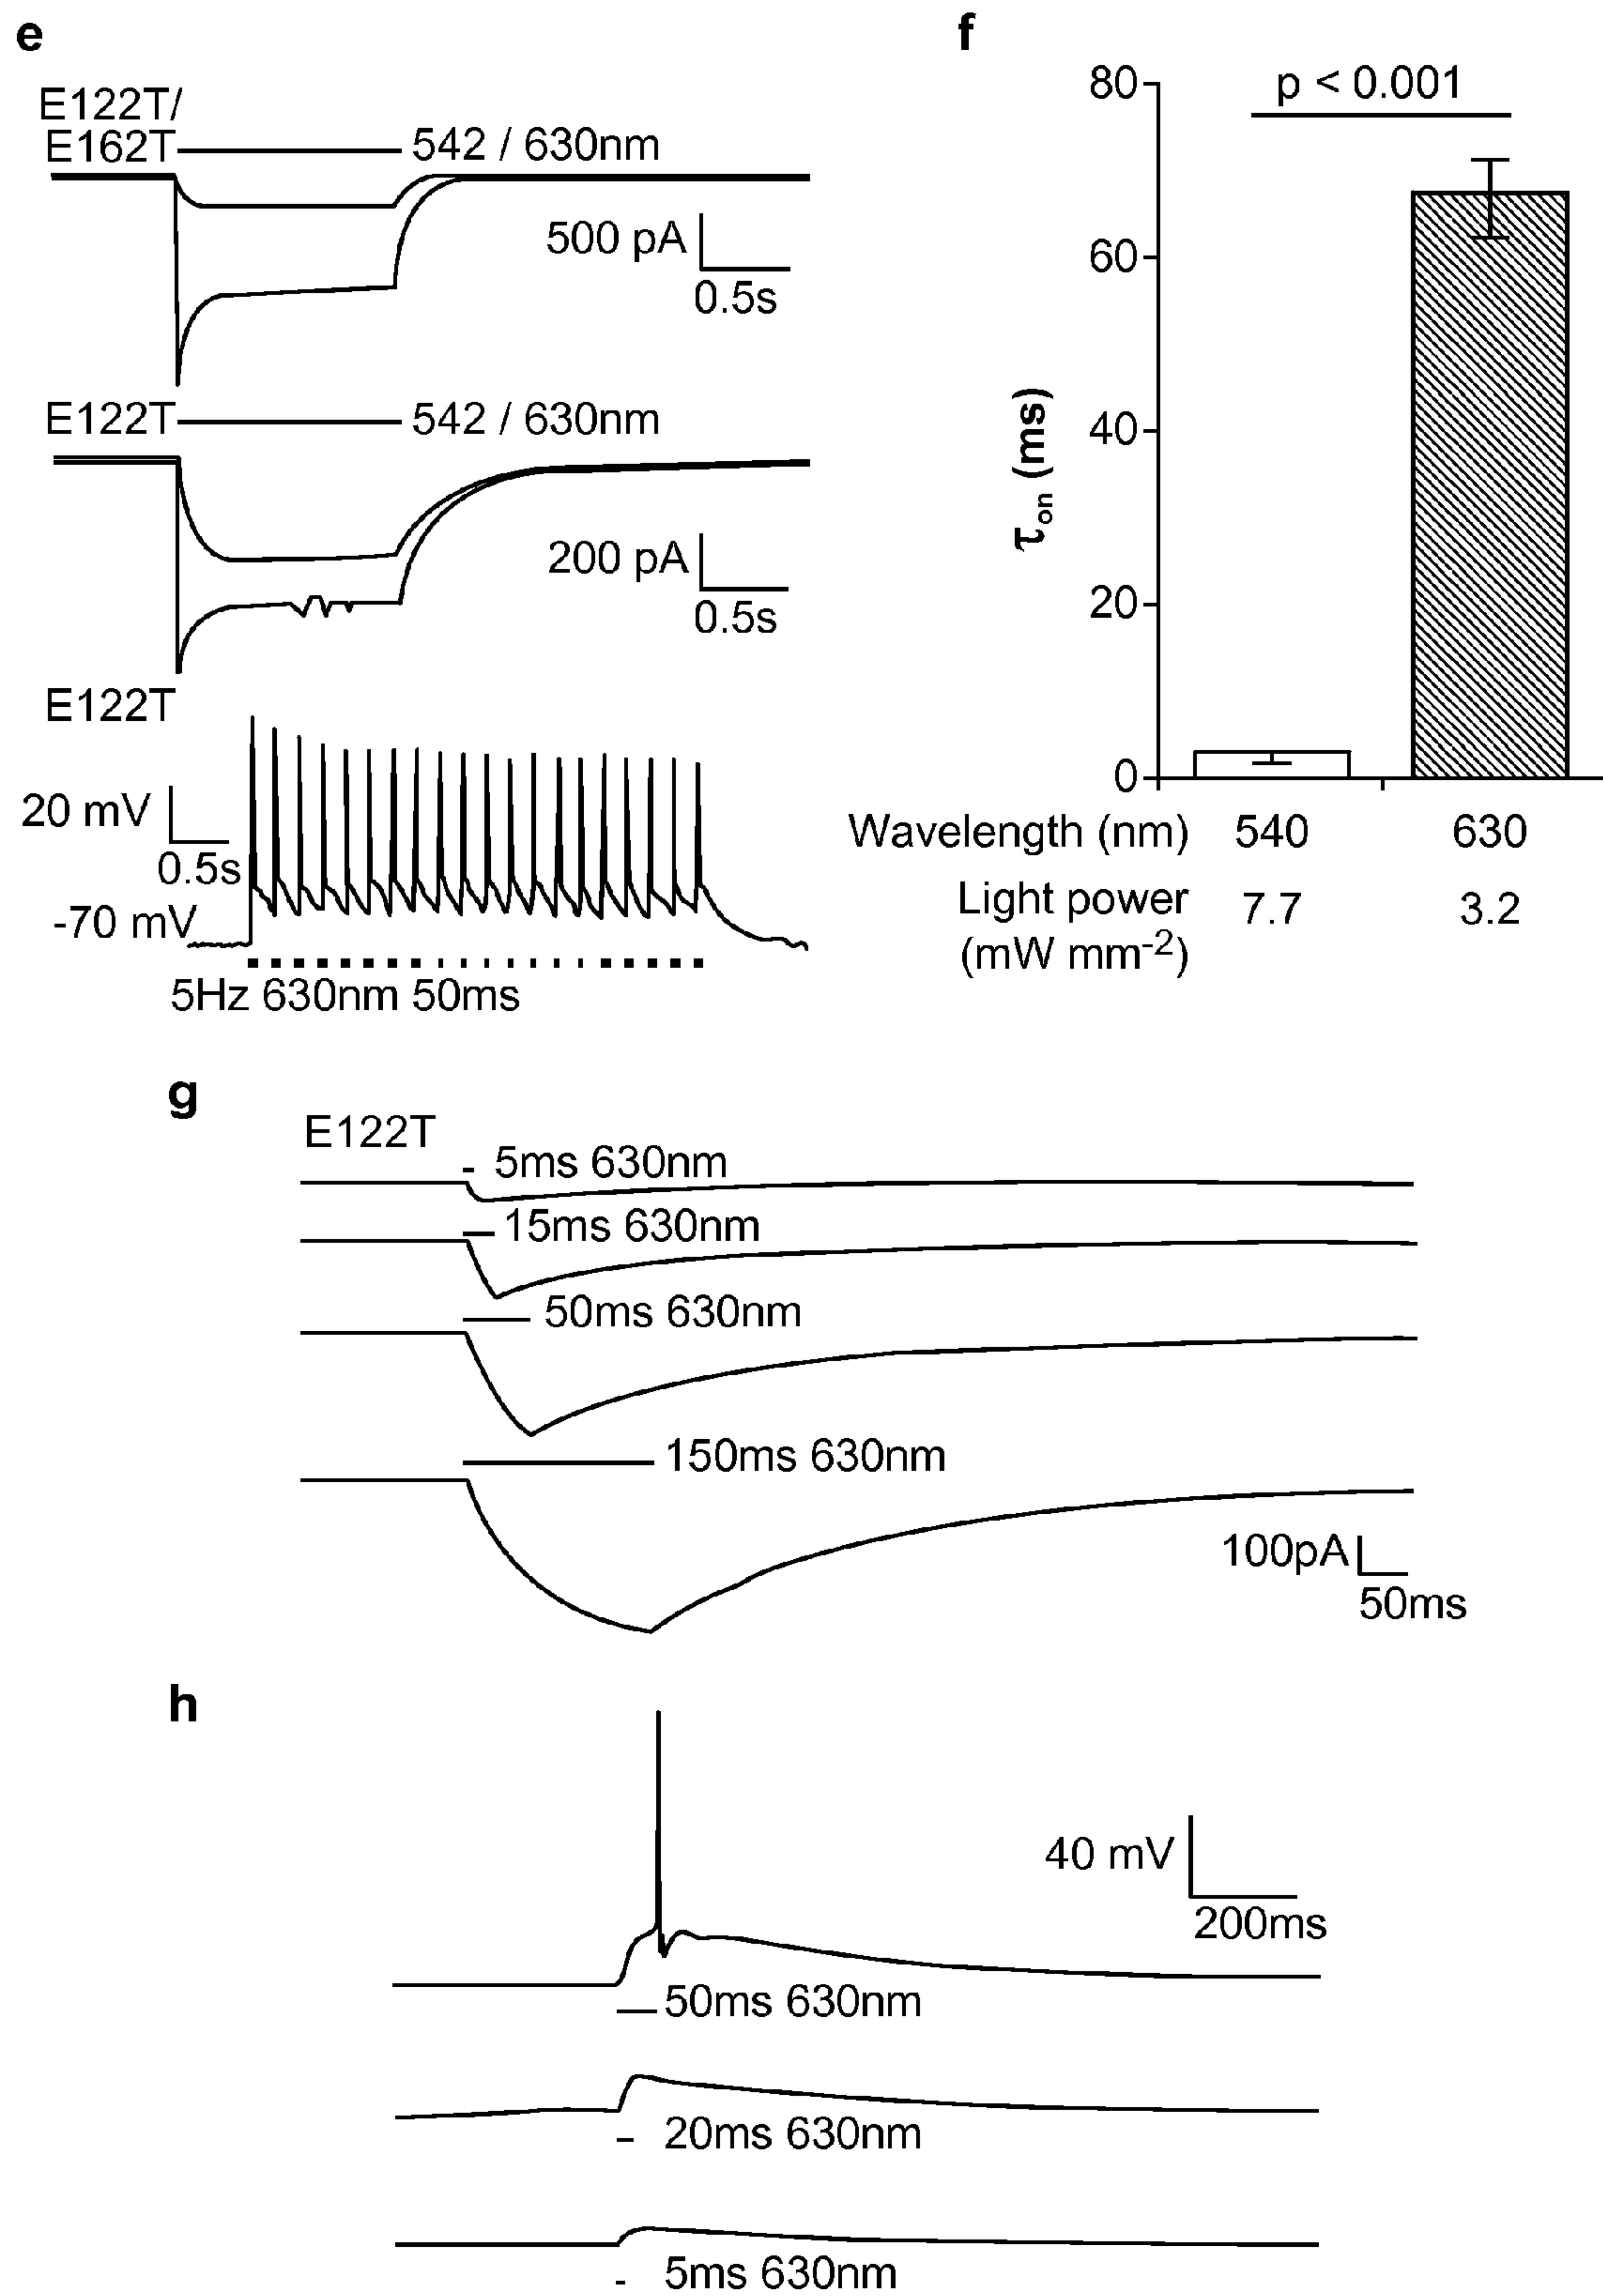 e
E122T/
E162T
542 / 630nm
500 pA
0.5s
E122T
542 / 630nm
200 pA
0.5s
E122T
20 mV
0.5s
-70 mV
5Hz 630nm 50ms
f
80
p < 0.001
60
40
20
0
τon (ms)
Wavelength (nm) 540 630
Light power 7.7 3.2
(mW mm-2)
g
E122T
5ms 630nm
15ms 630nm
50ms 630nm
150ms 630nm
100pA
50ms
h
40 mV
200ms
50ms 630nm
20ms 630nm
5ms 630nm